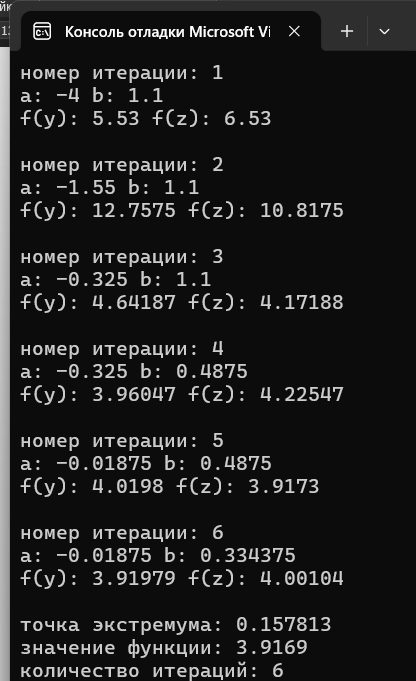 Консоль отладки Microsoft Vi
номер итерации: 1
a: -4 b: 1.1
f(y): 5.53 f(z): 6.53
номер итерации: 2
a: -1.55 b: 1.1
f(y): 12.7575 f(z): 10.8175
номер итерации: 3
a: -0.325 b: 1.1
f(y): 4.64187 f(z): 4.17188
номер итерации: 4
a: -0.325 b: 0.4875
f(y): 3.96047 f(z): 4.22547
номер итерации: 5
a: -0.01875 b: 0.4875
f(y): 4.0198 f(z): 3.9173
номер итерации: 6
a: -0.01875 b: 0.334375
f(y): 3.91979 f(z): 4.00104
точка экстремума: 0.157813
значение функции: 3.9169
количество итераций: 6